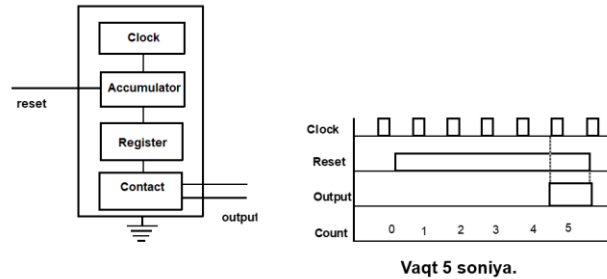 Clock
Accumulator
reset
Register
Contact
output
Clock
Reset
Output
Count 0 1 2 3 4 5
Vaqt 5 soniya.